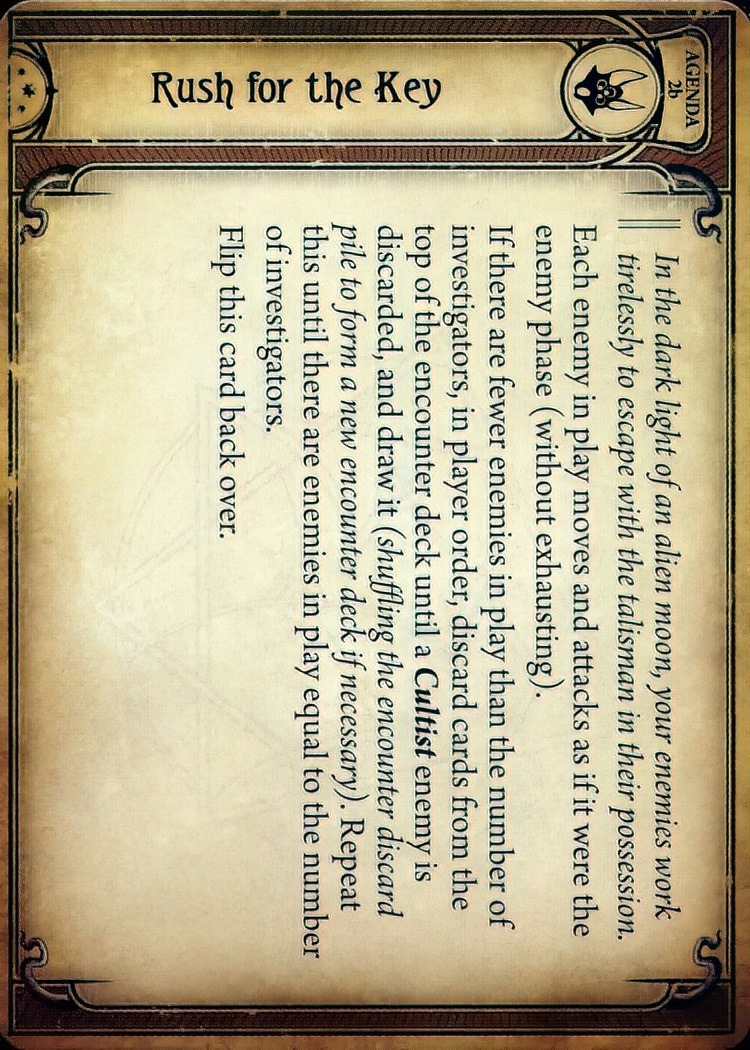 AGENDA
2b
Rush for the Key
In the dark light of an alien moon, your enemies work
tirelessly to escape with the talisman in their possession.
Each enemy in play moves and attacks as if it were the
enemy phase (without exhausting).
If there are fewer enemies in play than the number of
investigators, in player order, discard cards from the
top of the encounter deck until a Cultist enemy is
discarded, and draw it (shuffling the encounter discard
pile to form a new encounter deck if necessary). Repeat
this until there are enemies in play equal to the number
of investigators.
Flip this card back over.